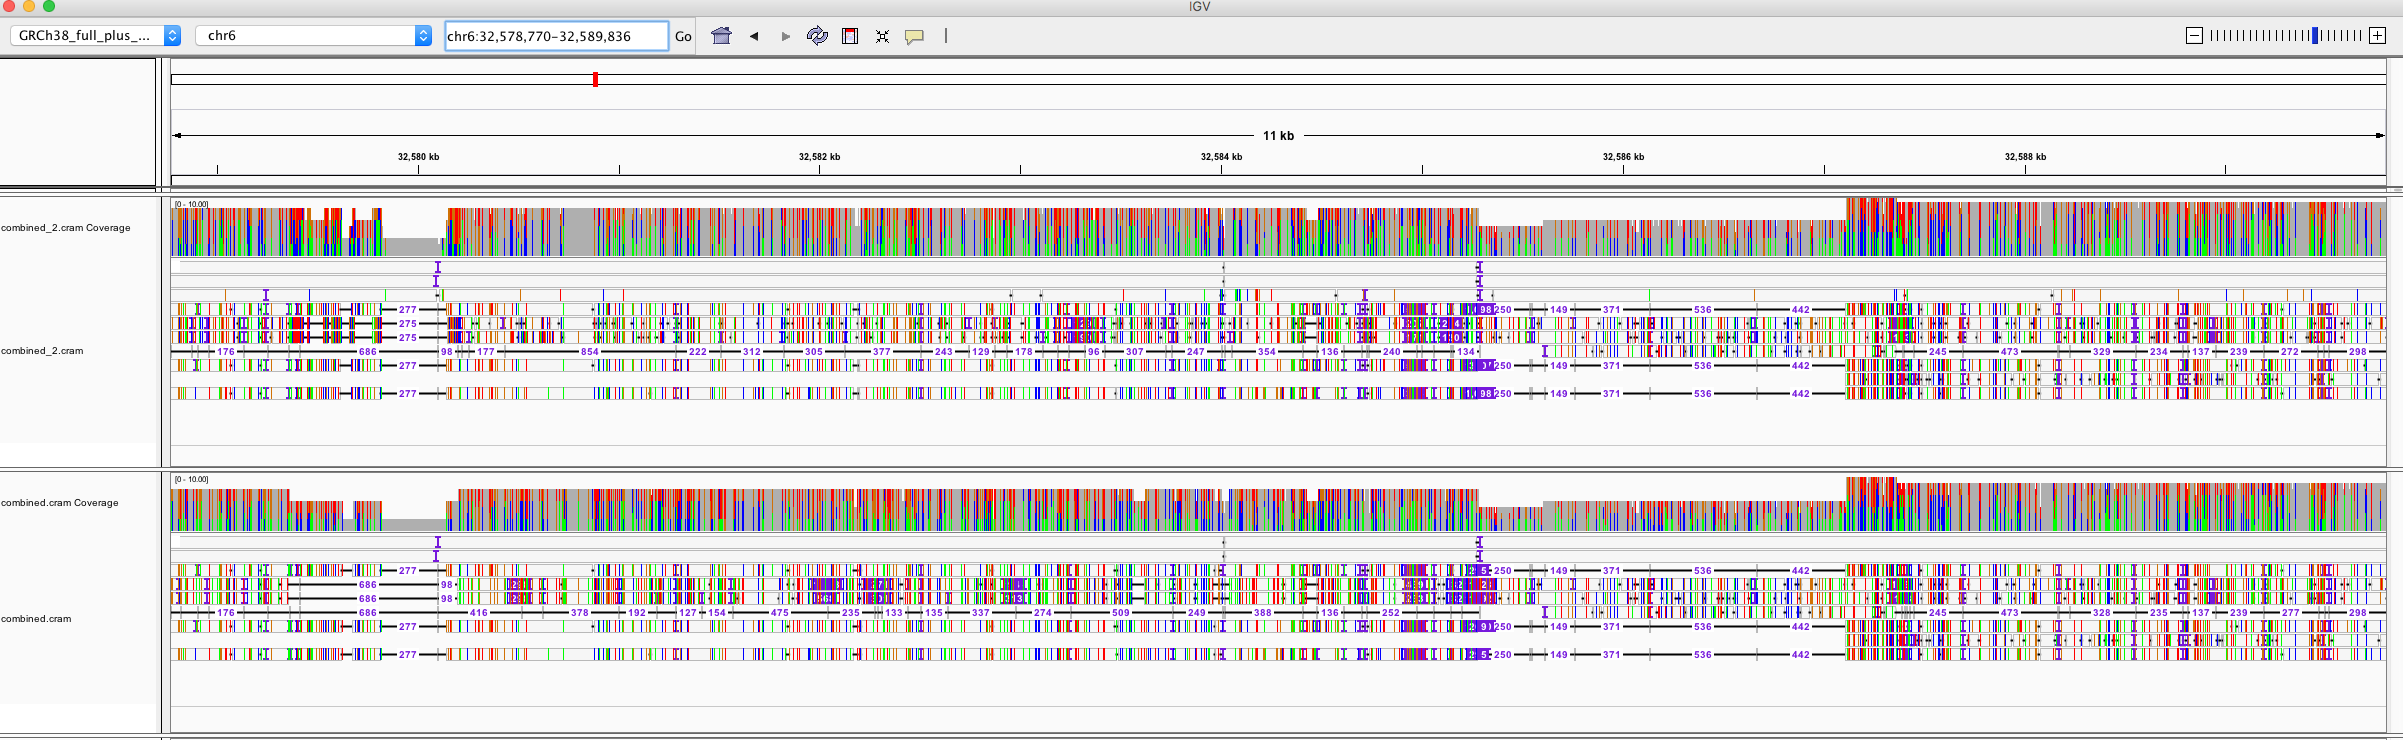 IGV
GRCh38_full_plus_... chr6 chr6:32,578,770-32,589,836 Go
11 kb
32,580 kb 32,582 kb 32,584 kb 32,586 kb 32,588 kb
[0 - 10.00]
combined_2.cram Coverage
277 250 149 371 536 442
275
275
combined_2.cram
176 686 98 177 854 222 312 305 377 243 129 178 96 307 247 354 136 240 134 245 473 329 234 137 239 272 298
277 250 149 371 536 442
277 250 149 371 536 442
[0 - 10.00]
combined.cram Coverage
277 250 149 371 536 442
686 98
686 98
176 686 416 378 192 127 154 475 235 133 135 337 274 509 249 388 136 252 245 473 328 235 137 239 277 298
combined.cram
277 250 149 371 536 442
277 250 149 371 536 442